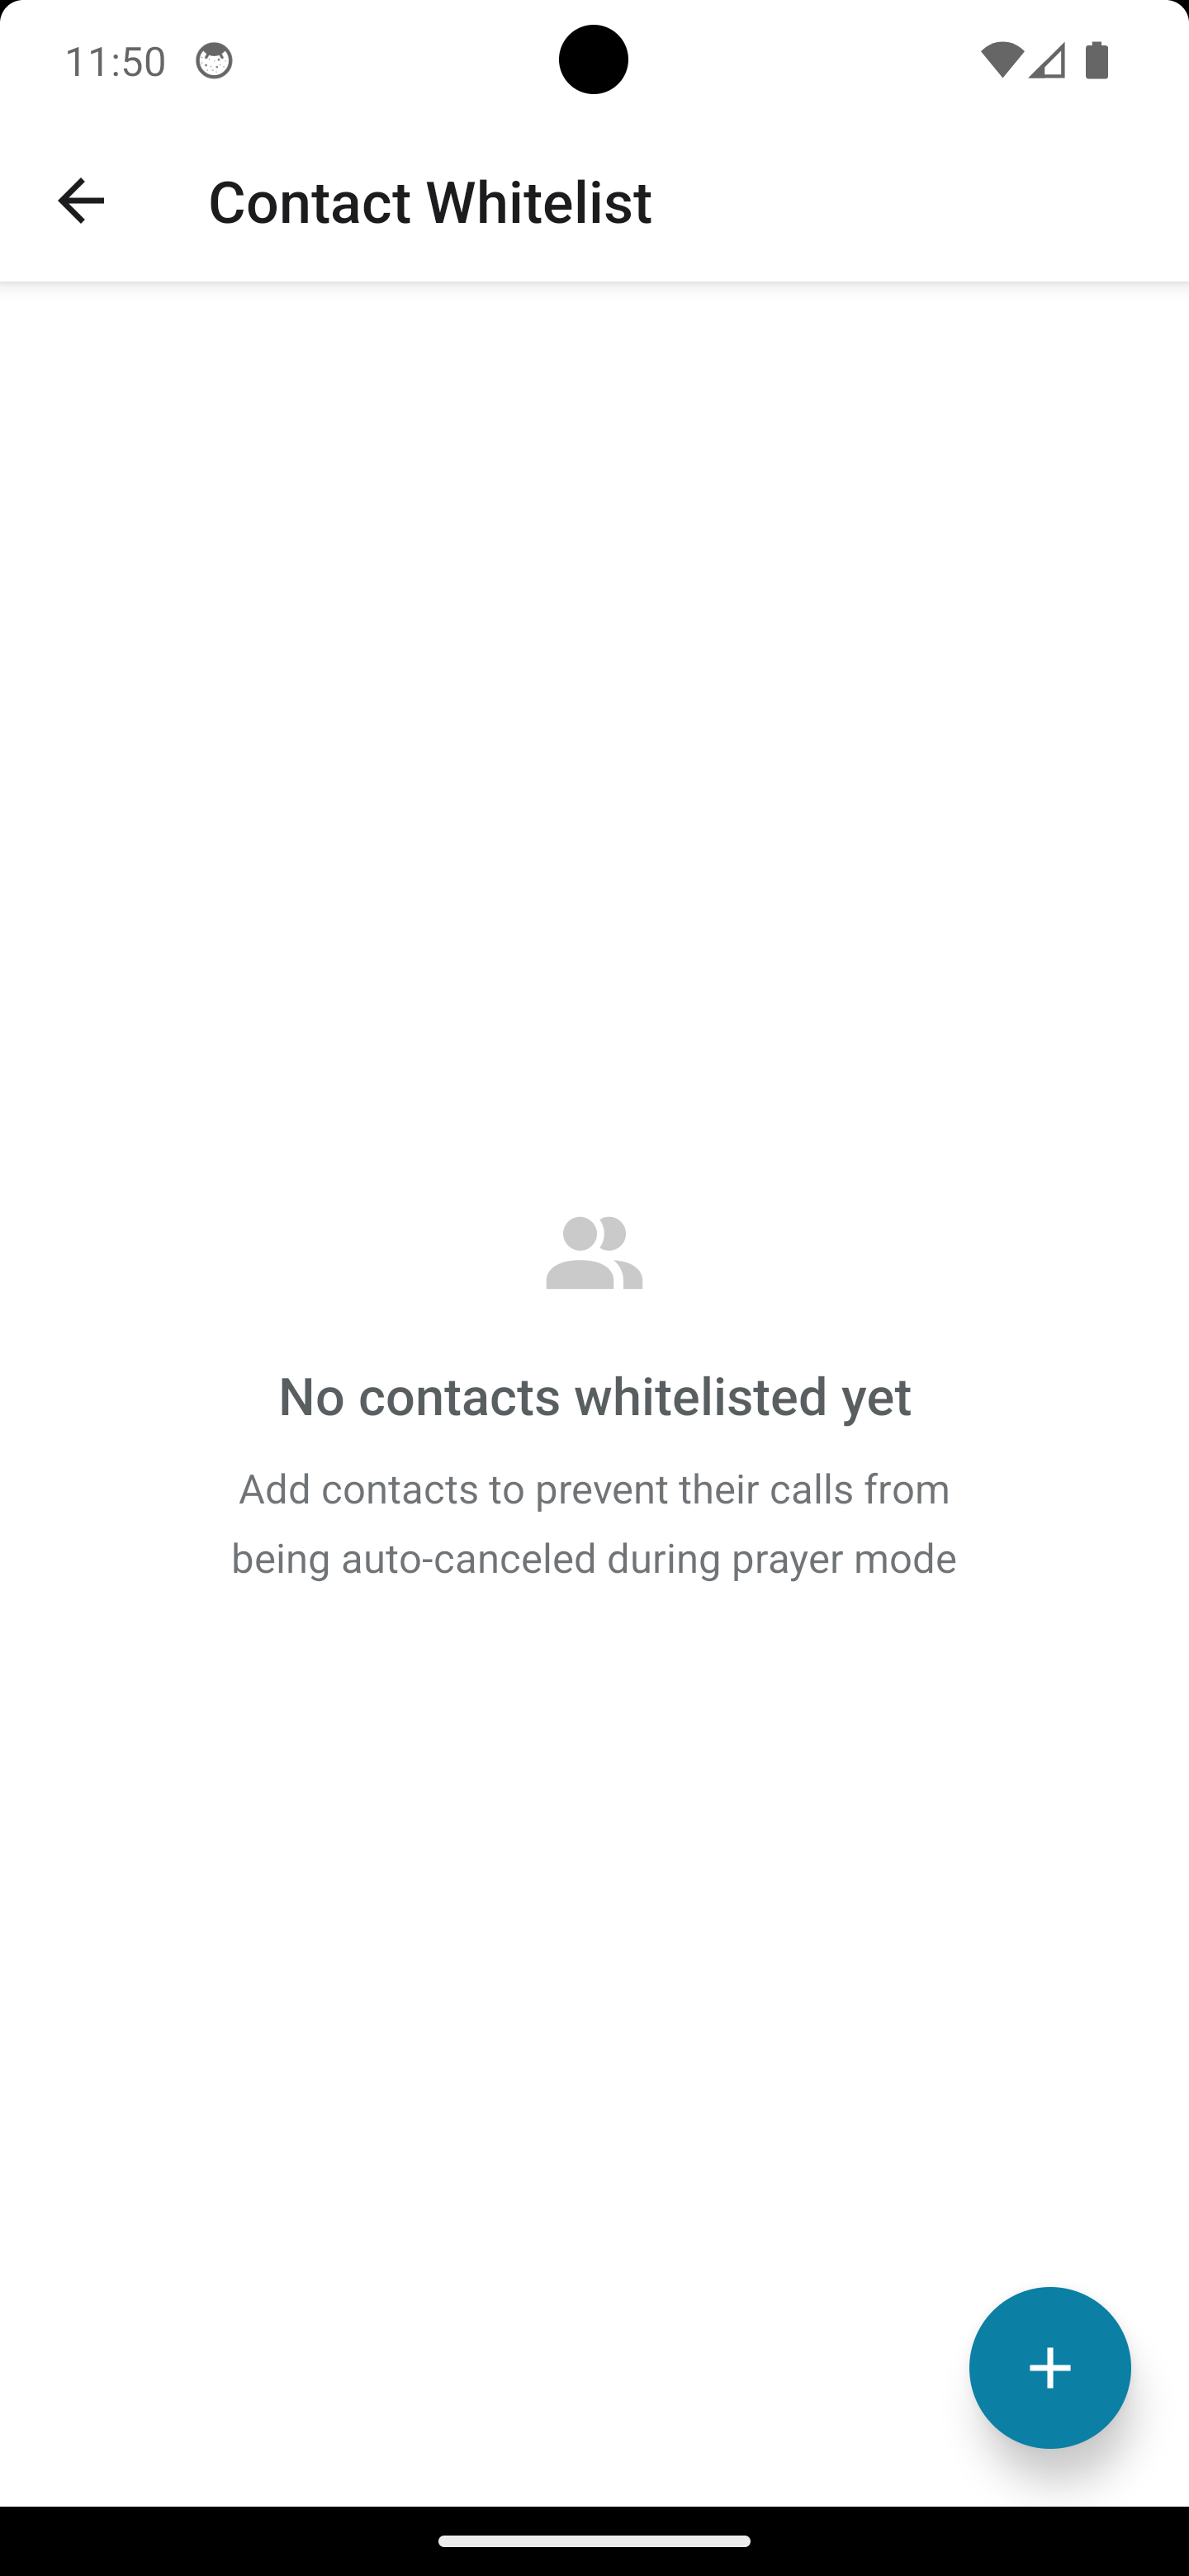 11:50
Contact Whitelist
No contacts whitelisted yet
Add contacts to prevent their calls from
being auto-canceled during prayer mode